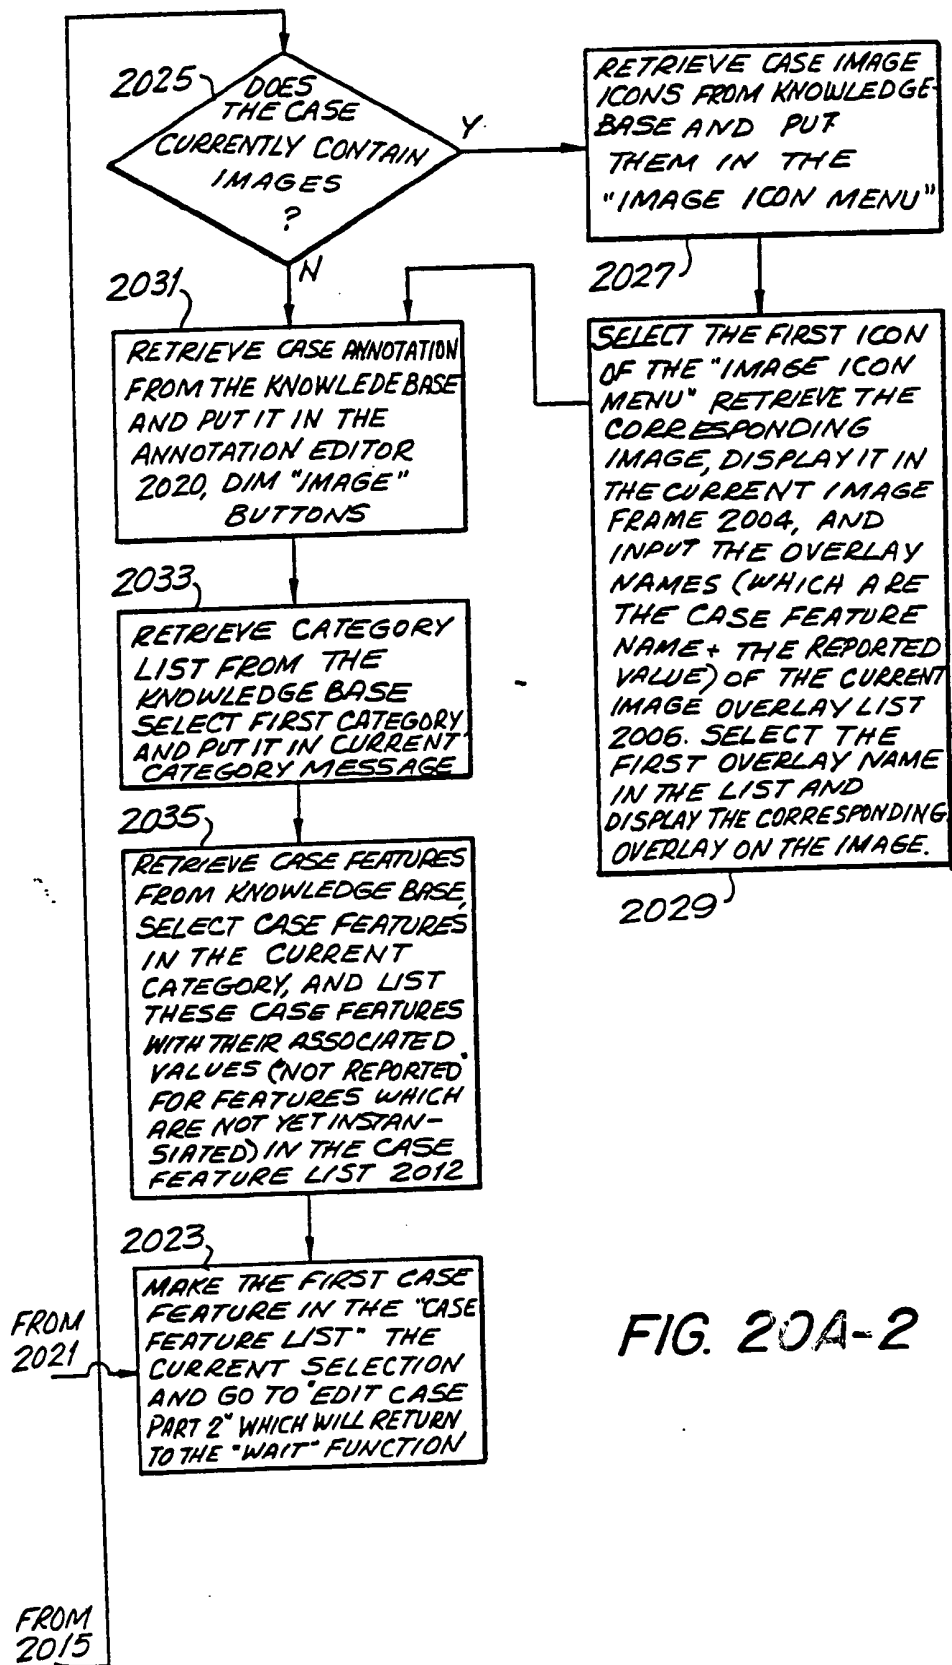 2025
DOES
THE CASE
CURRENTLY CONTAIN
IMAGES
?
Y
N
RETRIEVE CASE IMAGE
ICONS FROM KNOWLEDGE-
BASE AND PUT
THEM IN THE
"IMAGE ICON MENU"
2027
SELECT THE FIRST ICON
OF THE "IMAGE ICON
MENU" RETRIEVE THE
CORRESPONDING
IMAGE, DISPLAY IT IN
THE CURRENT IMAGE
FRAME 2004, AND
INPUT THE OVERLAY
NAMES (WHICH ARE
THE CASE FEATURE
NAME + THE REPORTED
VALUE) OF THE CURRENT
IMAGE OVERLAY LIST
2006. SELECT THE
FIRST OVERLAY NAME
IN THE LIST AND
DISPLAY THE CORRESPONDING
OVERLAY ON THE IMAGE.
2029
2031
RETRIEVE CASE ANNOTATION
FROM THE KNOWLEDEBASE
AND PUT IT IN THE
ANNOTATION EDITOR
2020, DIM "IMAGE"
BUTTONS
2033
RETRIEVE CATEGORY
LIST FROM THE
KNOWLEDGE BASE
SELECT FIRST CATEGORY
AND PUT IT IN CURRENT
CATEGORY MESSAGE
2035
RETRIEVE CASE FEATURES
FROM KNOWLEDGE BASE,
SELECT CASE FEATURES
IN THE CURRENT
CATEGORY, AND LIST
THESE CASE FEATURES
WITH THEIR ASSOCIATED
VALUES ("NOT REPORTED"
FOR FEATURES WHICH
ARE NOT YET INSTAN-
SIATED) IN THE CASE
FEATURE LIST 2012
2023
MAKE THE FIRST CASE
FEATURE IN THE "CASE
FEATURE LIST" THE
CURRENT SELECTION
AND GO TO "EDIT CASE
PART 2" WHICH WILL RETURN
TO THE "WAIT" FUNCTION
FROM
2021
FIG. 20A-2
FROM
2015